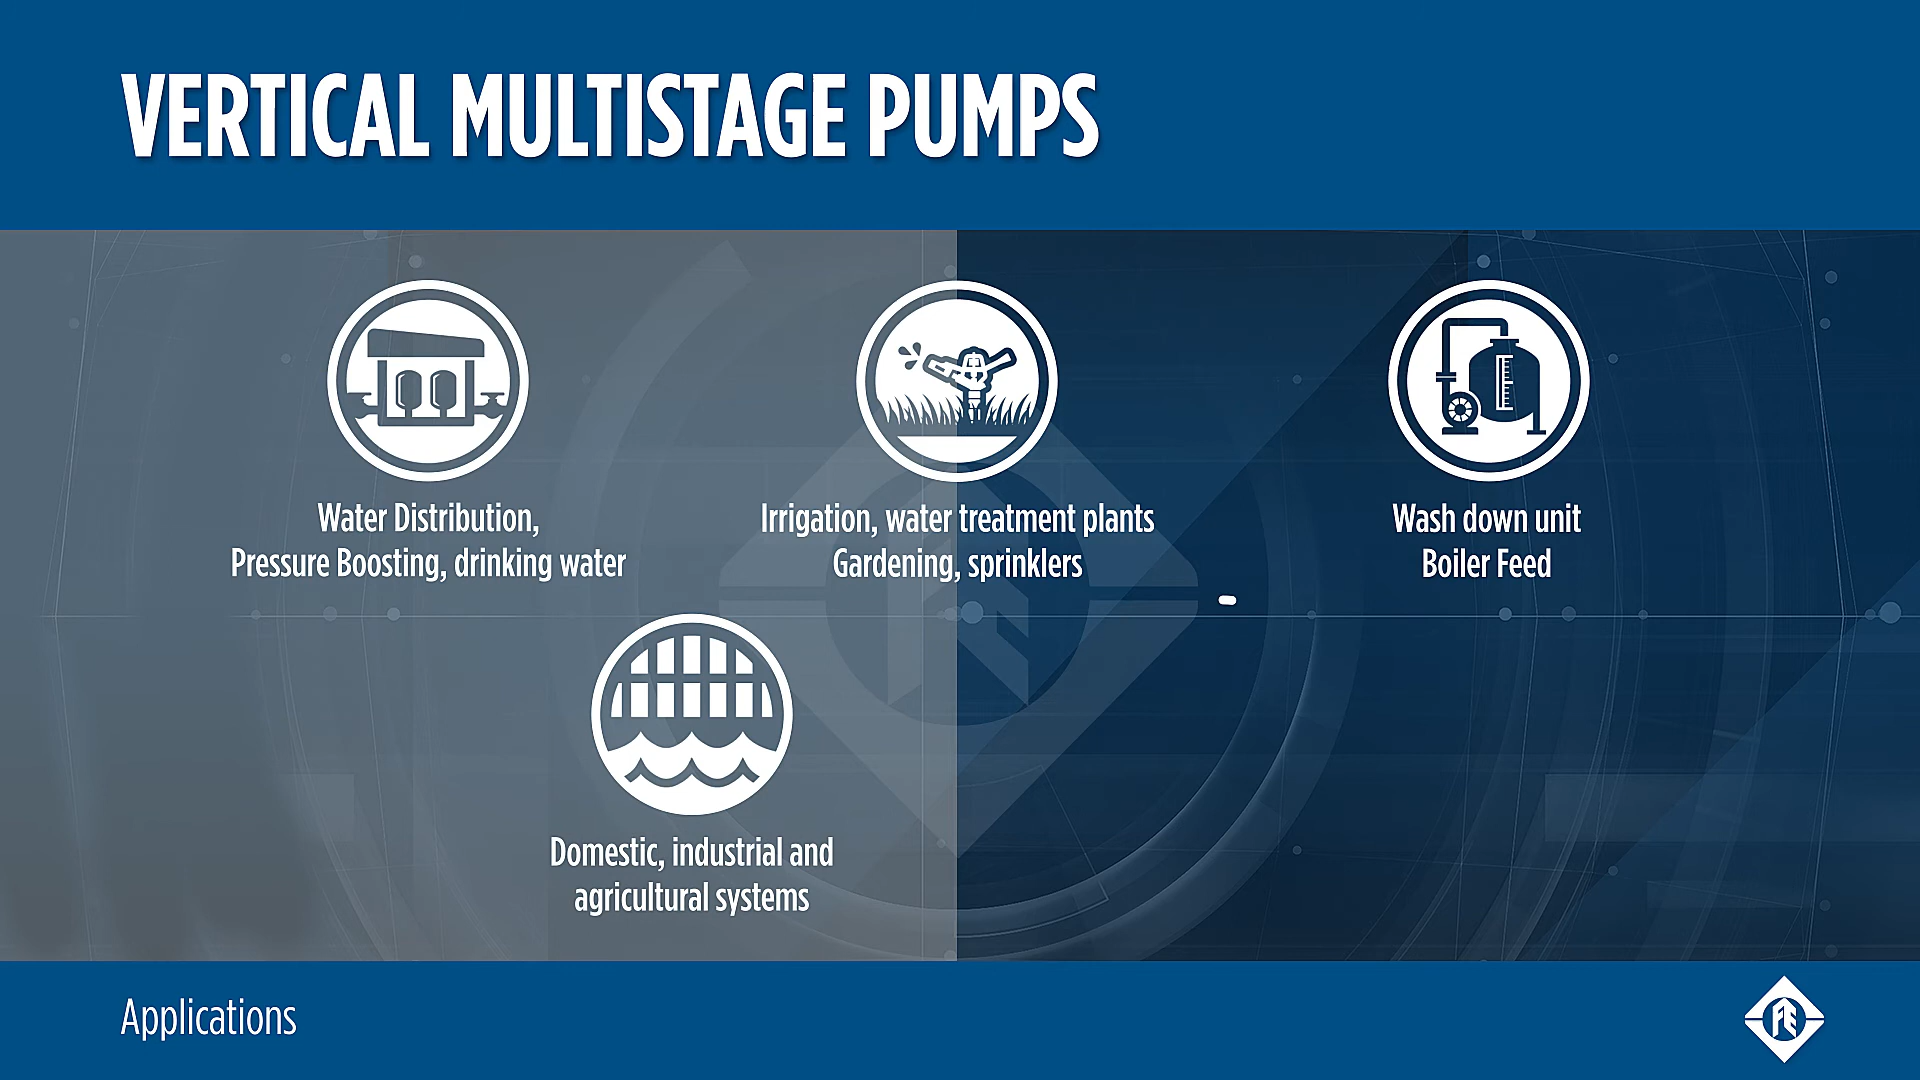 VERTICAL MULTISTAGE PUMPS
Water Distribution,
Pressure Boosting, drinking water
Irrigation, water treatment plants
Gardening, sprinklers
Wash down unit
Boiler Feed
Domestic, industrial and
agricultural systems
Applications
FE